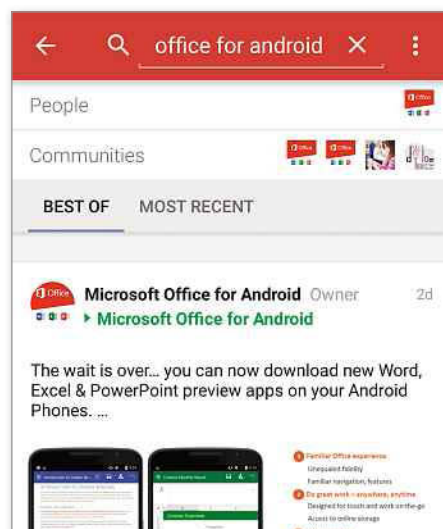 office for android
People
Communities
BEST OF MOST RECENT
Office
Microsoft Office for Android Owner 2d
Microsoft Office for Android
The wait is over... you can now download new Word,
Excel & PowerPoint preview apps on your Android
Phones. ...
1 Familiar Office experience
Unequaled fidelity
Familiar navigation, features
2 Do great work – anywhere, anytime
Designed for touch and work on-the-go
Access to online storage